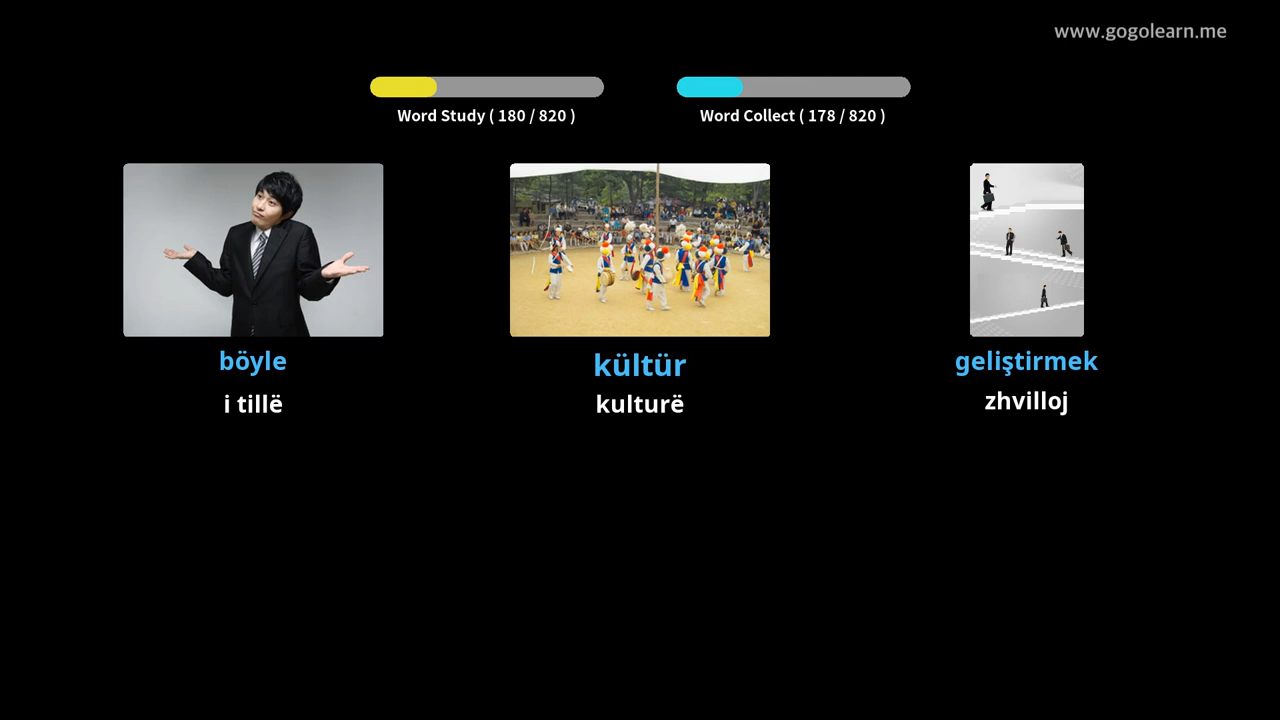 www.gogolearn.me
Word Study ( 180 / 820 )
Word Collect ( 178 / 820 )
böyle
i tillë
kültür
kulturë
geliştirmek
zhvilloj